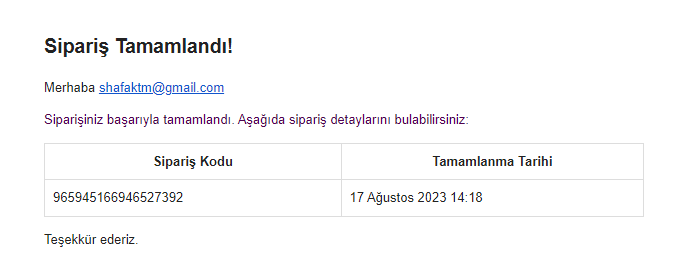 Sipariş Tamamlandı!
Merhaba shafaktm@gmail.com
Siparişiniz başarıyla tamamlandı. Aşağıda sipariş detaylarını bulabilirsiniz:
Sipariş Kodu Tamamlanma Tarihi
965945166946527392 17 Ağustos 2023 14:18
Teşekkür ederiz.